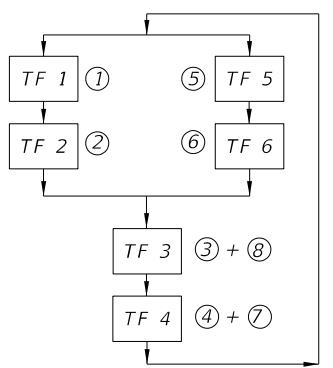 TF 1 ① ⑤ TF 5
TF 2 ② ⑥ TF 6
TF 3 ③ + ⑧
TF 4 ④ + ⑦